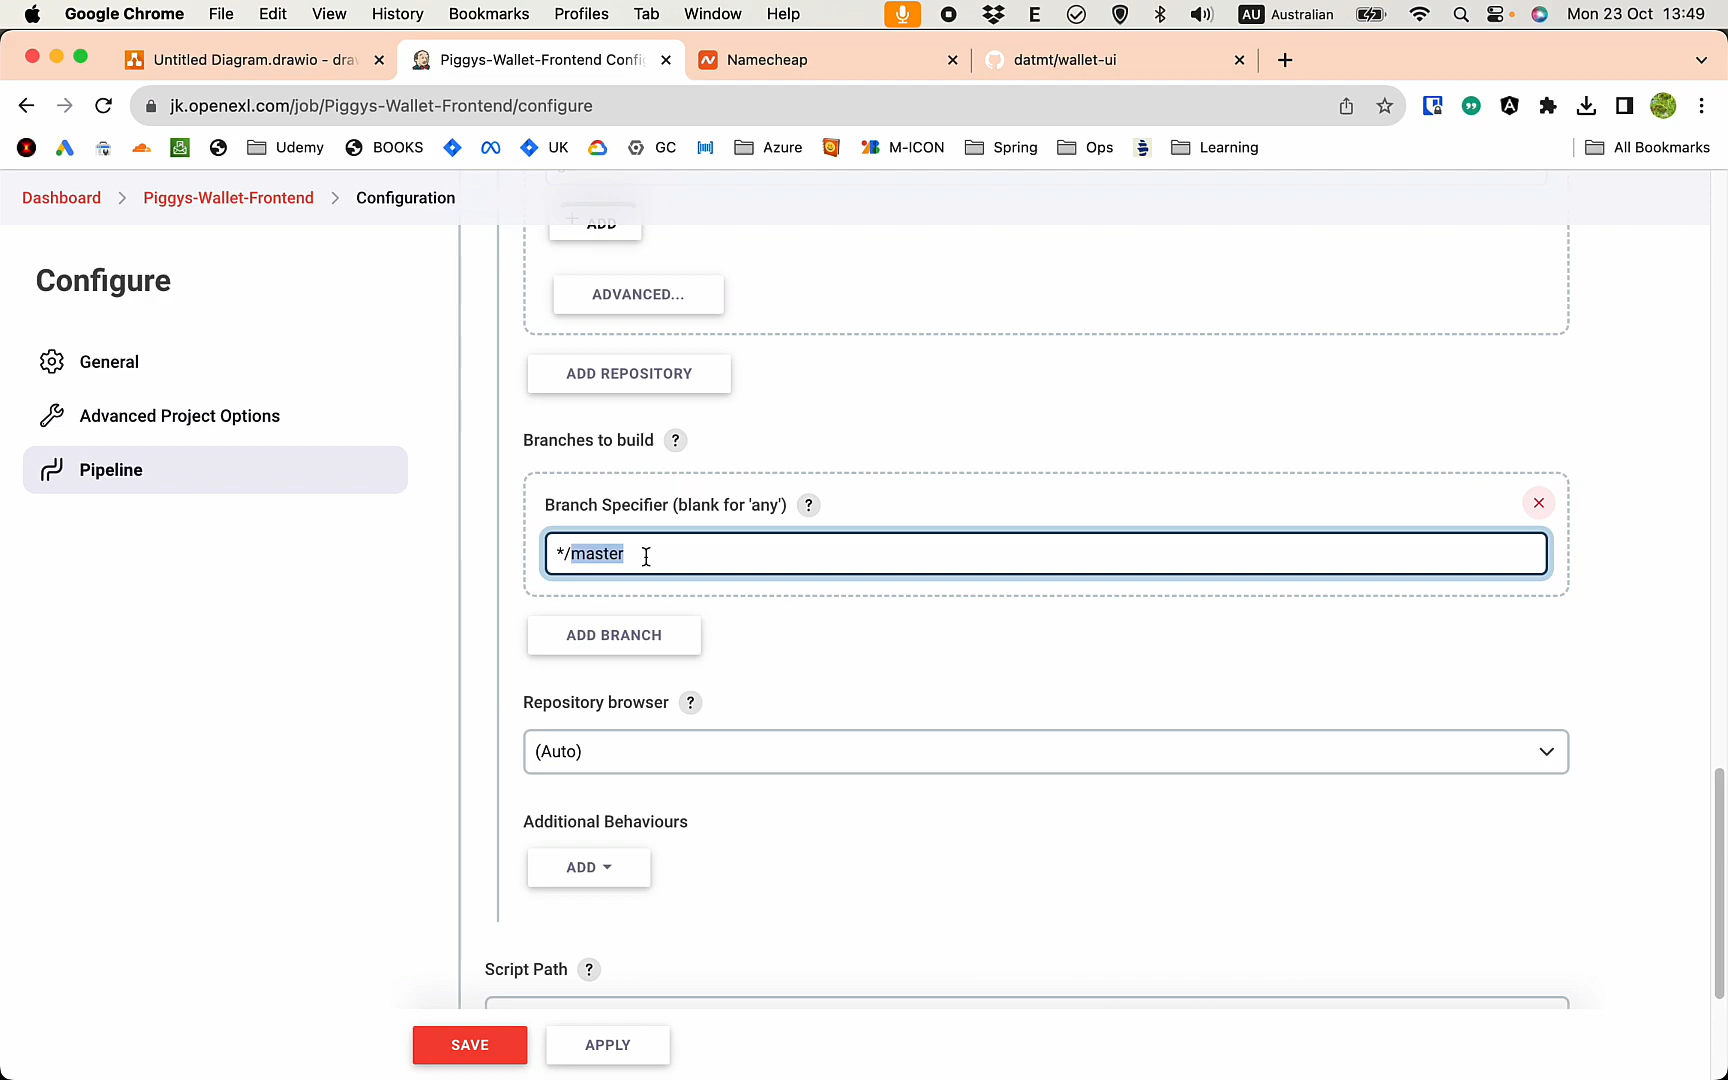 Google Chrome File Edit View History Bookmarks Profiles Tab Window Help E AU Australian Mon 23 Oct 13:49
Untitled Diagram.drawio - dra Piggys-Wallet-Frontend Confi Namecheap datmt/wallet-ui
jk.openexl.com/job/Piggys-Wallet-Frontend/configure
Udemy BOOKS UK GC Azure M-ICON Spring Ops Learning All Bookmarks
Dashboard Piggys-Wallet-Frontend Configuration
ADD
Configure
ADVANCED...
General
ADD REPOSITORY
Advanced Project Options
Branches to build ?
Pipeline
Branch Specifier (blank for 'any') ?
*/master
ADD BRANCH
Repository browser ?
(Auto)
Additional Behaviours
ADD
Script Path ?
SAVE APPLY